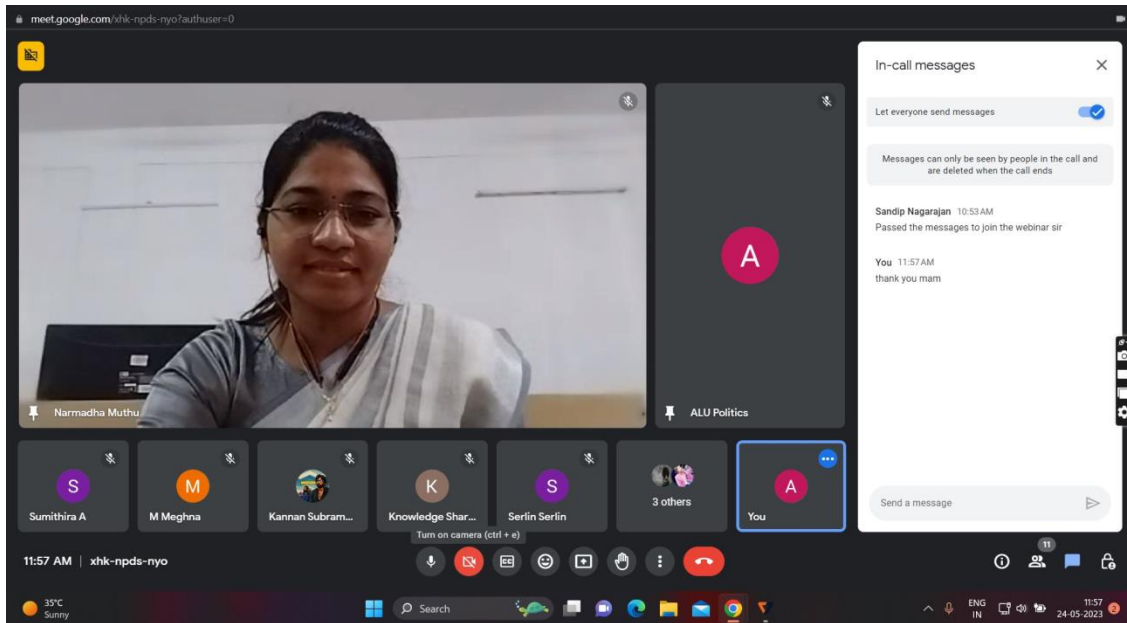 meet.google.com/xhk-npds-nyo?authuser=0
In-call messages
Let everyone send messages
Messages can only be seen by people in the call and
are deleted when the call ends
Sandip Nagarajan 10:53 AM
Passed the messages to join the webinar sir
You 11:57 AM
thank you mam
A
Narmadha Muthu
ALU Politics
S
M
K
S
3 others
A
Sumithira A
M Meghna
Kannan Subram...
Knowledge Shar...
Serlin Serlin
You
Send a message
Turn on camera (ctrl + e)
11:57 AM | xhk-npds-nyo
CC
11
35°C
Sunny
Search
ENG
IN
11:57
24-05-2023
2